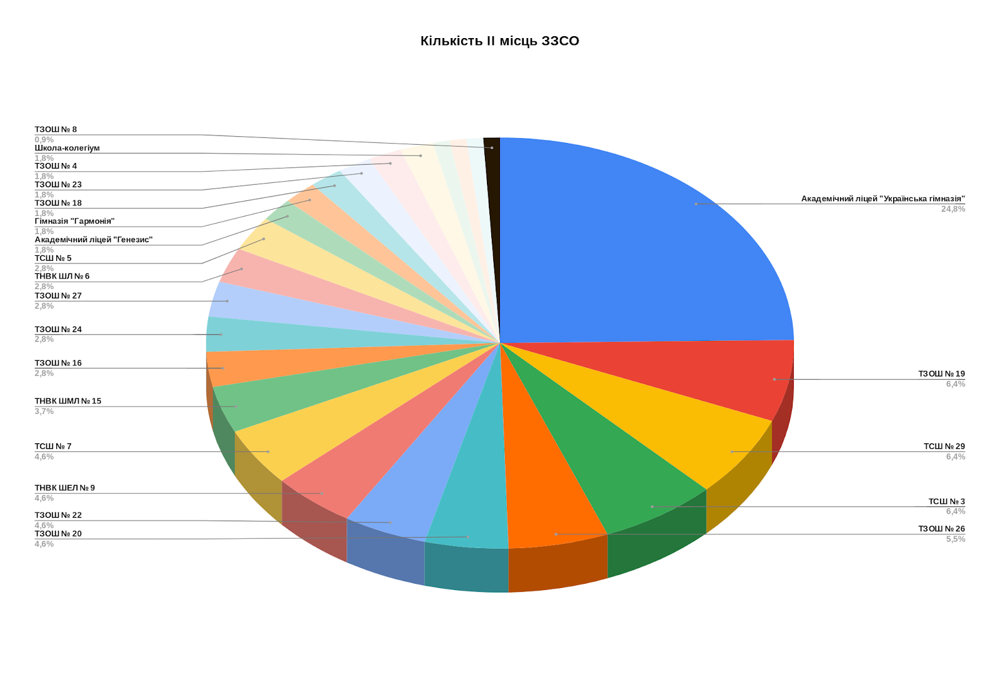 Кількість ІІ місць ЗЗСО
ТЗОШ № 8
0,9%
Школа-колегіум
1,8%
ТЗОШ № 4
1,8%
ТЗОШ № 23
1,8%
ТЗОШ № 18
1,8%
Гімназія "Гармонія"
1,8%
Академічний ліцей "Генезис"
1,8%
ТСШ № 5
2,8%
ТНВК ШЛ № 6
2,8%
ТЗОШ № 27
2,8%
ТЗОШ № 24
2,8%
ТЗОШ № 16
2,8%
ТНВК ШМЛ № 15
3,7%
ТСШ № 7
4,6%
ТНВК ШЕЛ № 9
4,6%
ТЗОШ № 22
4,6%
ТЗОШ № 20
4,6%
Академічний ліцей "Українська гімназія"
24,8%
ТЗОШ № 19
6,4%
ТСШ № 29
6,4%
ТСШ № 3
6,4%
ТЗОШ № 26
5,5%